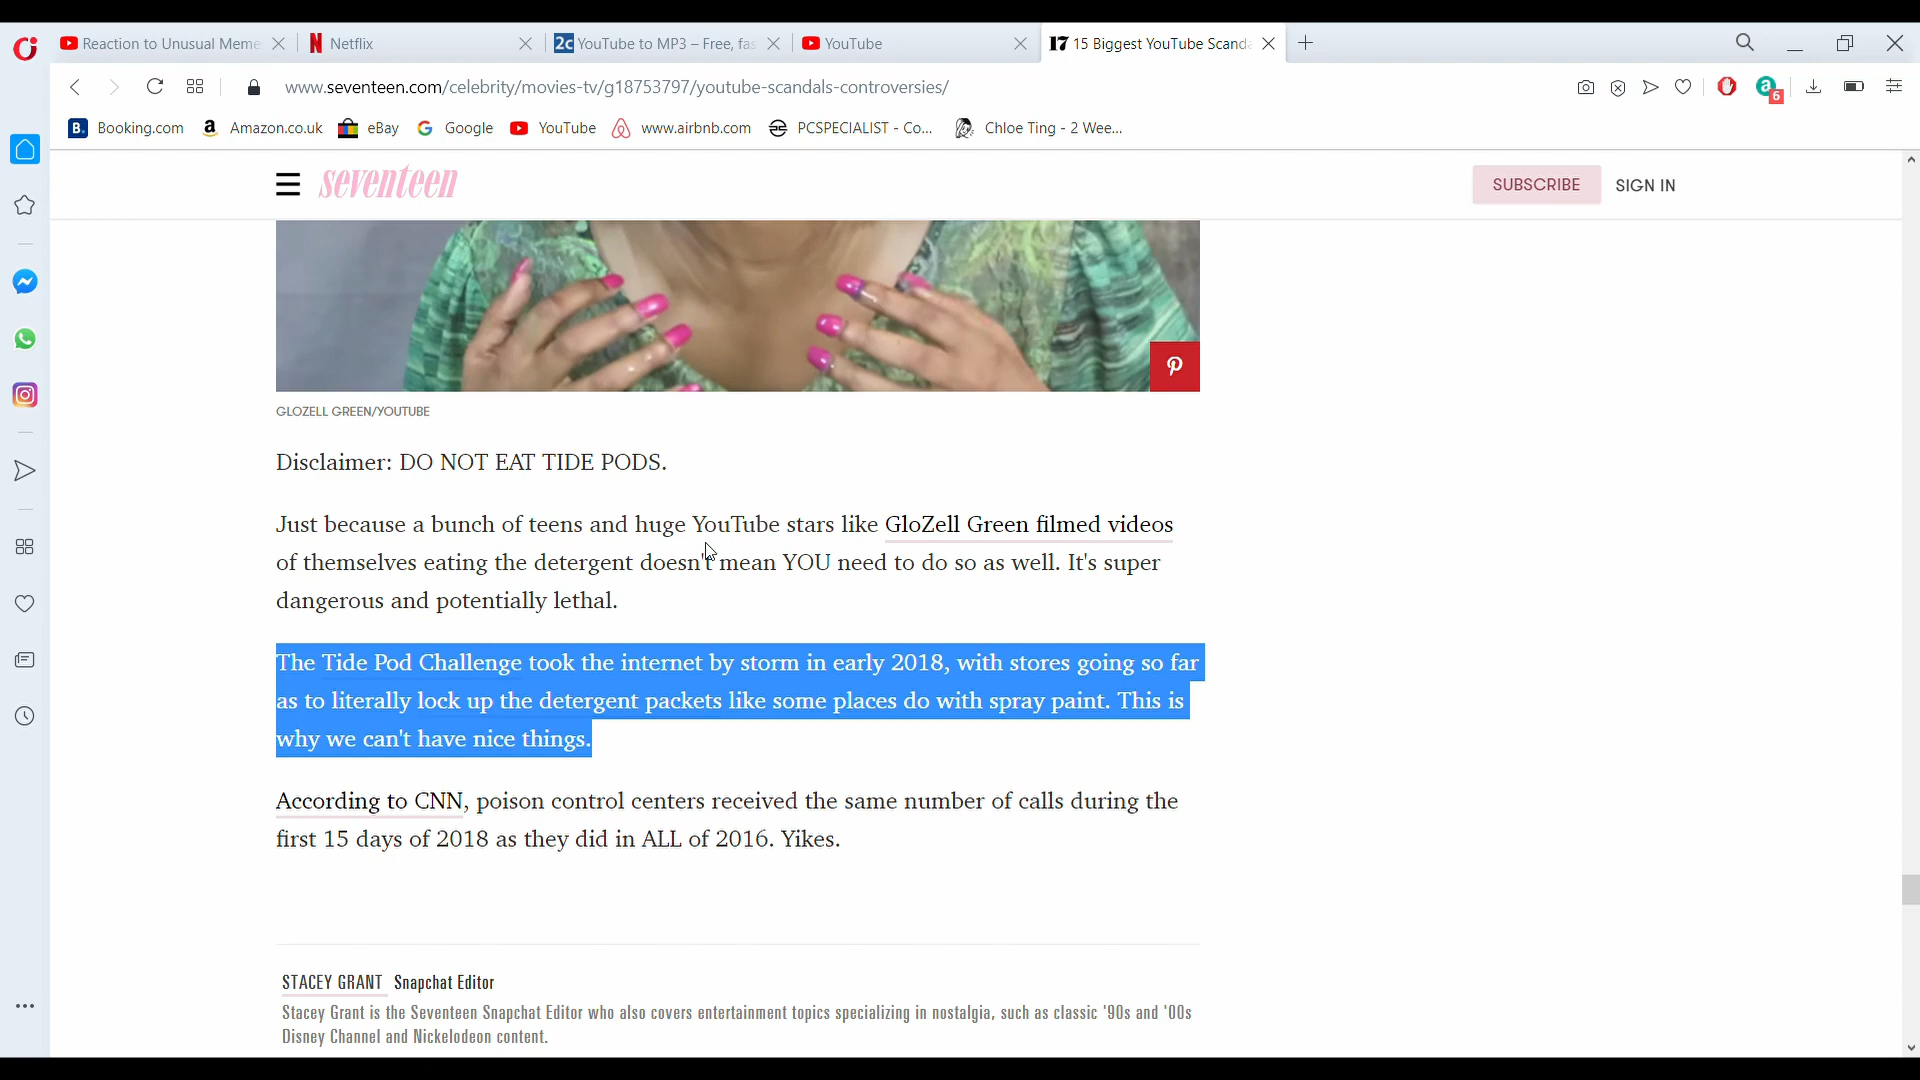 Reaction to Unusual Meme
Netflix
2c YouTube to MP3 – Free, fas
YouTube
17 15 Biggest YouTube Scanda
www.seventeen.com/celebrity/movies-tv/g18753797/youtube-scandals-controversies/
a 6
B. Booking.com
a Amazon.co.uk
eBay
G Google
YouTube
www.airbnb.com
PCSPECIALIST - Co...
Chloe Ting - 2 Wee...
seventeen
SUBSCRIBE
SIGN IN
GLOZELL GREEN/YOUTUBE
Disclaimer: DO NOT EAT TIDE PODS.
Just because a bunch of teens and huge YouTube stars like GloZell Green filmed videos
of themselves eating the detergent doesn't mean YOU need to do so as well. It's super
dangerous and potentially lethal.
The Tide Pod Challenge took the internet by storm in early 2018, with stores going so far
as to literally lock up the detergent packets like some places do with spray paint. This is
why we can't have nice things.
According to CNN, poison control centers received the same number of calls during the
first 15 days of 2018 as they did in ALL of 2016. Yikes.
STACEY GRANT Snapchat Editor
Stacey Grant is the Seventeen Snapchat Editor who also covers entertainment topics specializing in nostalgia, such as classic '90s and '00s
Disney Channel and Nickelodeon content.